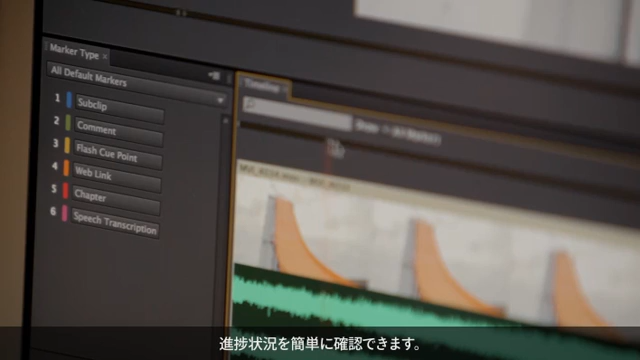 Marker Type ×
All Default Markers
Timeline
1 Subclip
2 Comment
3 Flash Cue Point
4 Web Link
5 Chapter
6 Speech Transcription
進捗状況を簡単に確認できます。